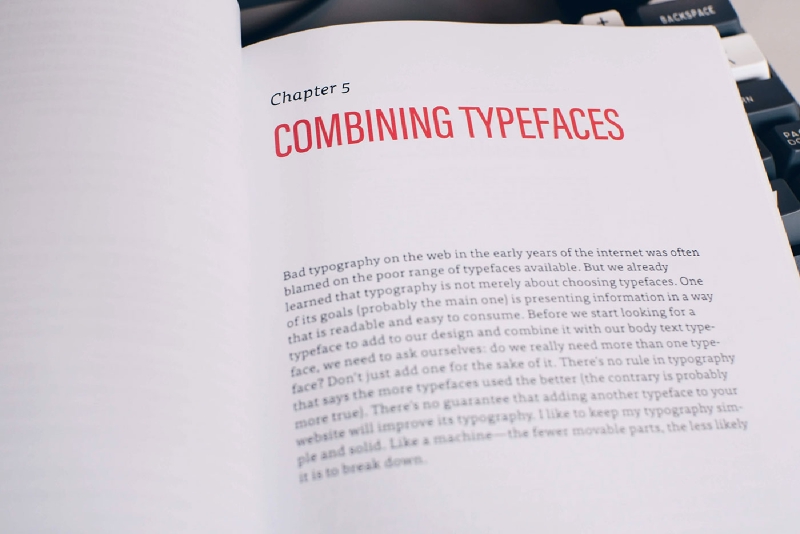 BACKSPACE
+
Chapter 5
COMBINING TYPEFACES
Bad typography on the web in the early years of the internet was often
blamed on the poor range of typefaces available. But we already
learned that typography is not merely about choosing typefaces. One
of its goals (probably the main one) is presenting information in a way
that is readable and easy to consume. Before we start looking for a
typeface to add to our design and combine it with our body text type-
face, we need to ask ourselves: do we really need more than one type-
face? Don't just add one for the sake of it. There's no rule in typography
that says the more typefaces used the better (the contrary is probably
more true). There's no guarantee that adding another typeface to your
website will improve its typography. I like to keep my typography sim-
ple and solid. Like a machine—the fewer movable parts, the less likely
it is to break down.